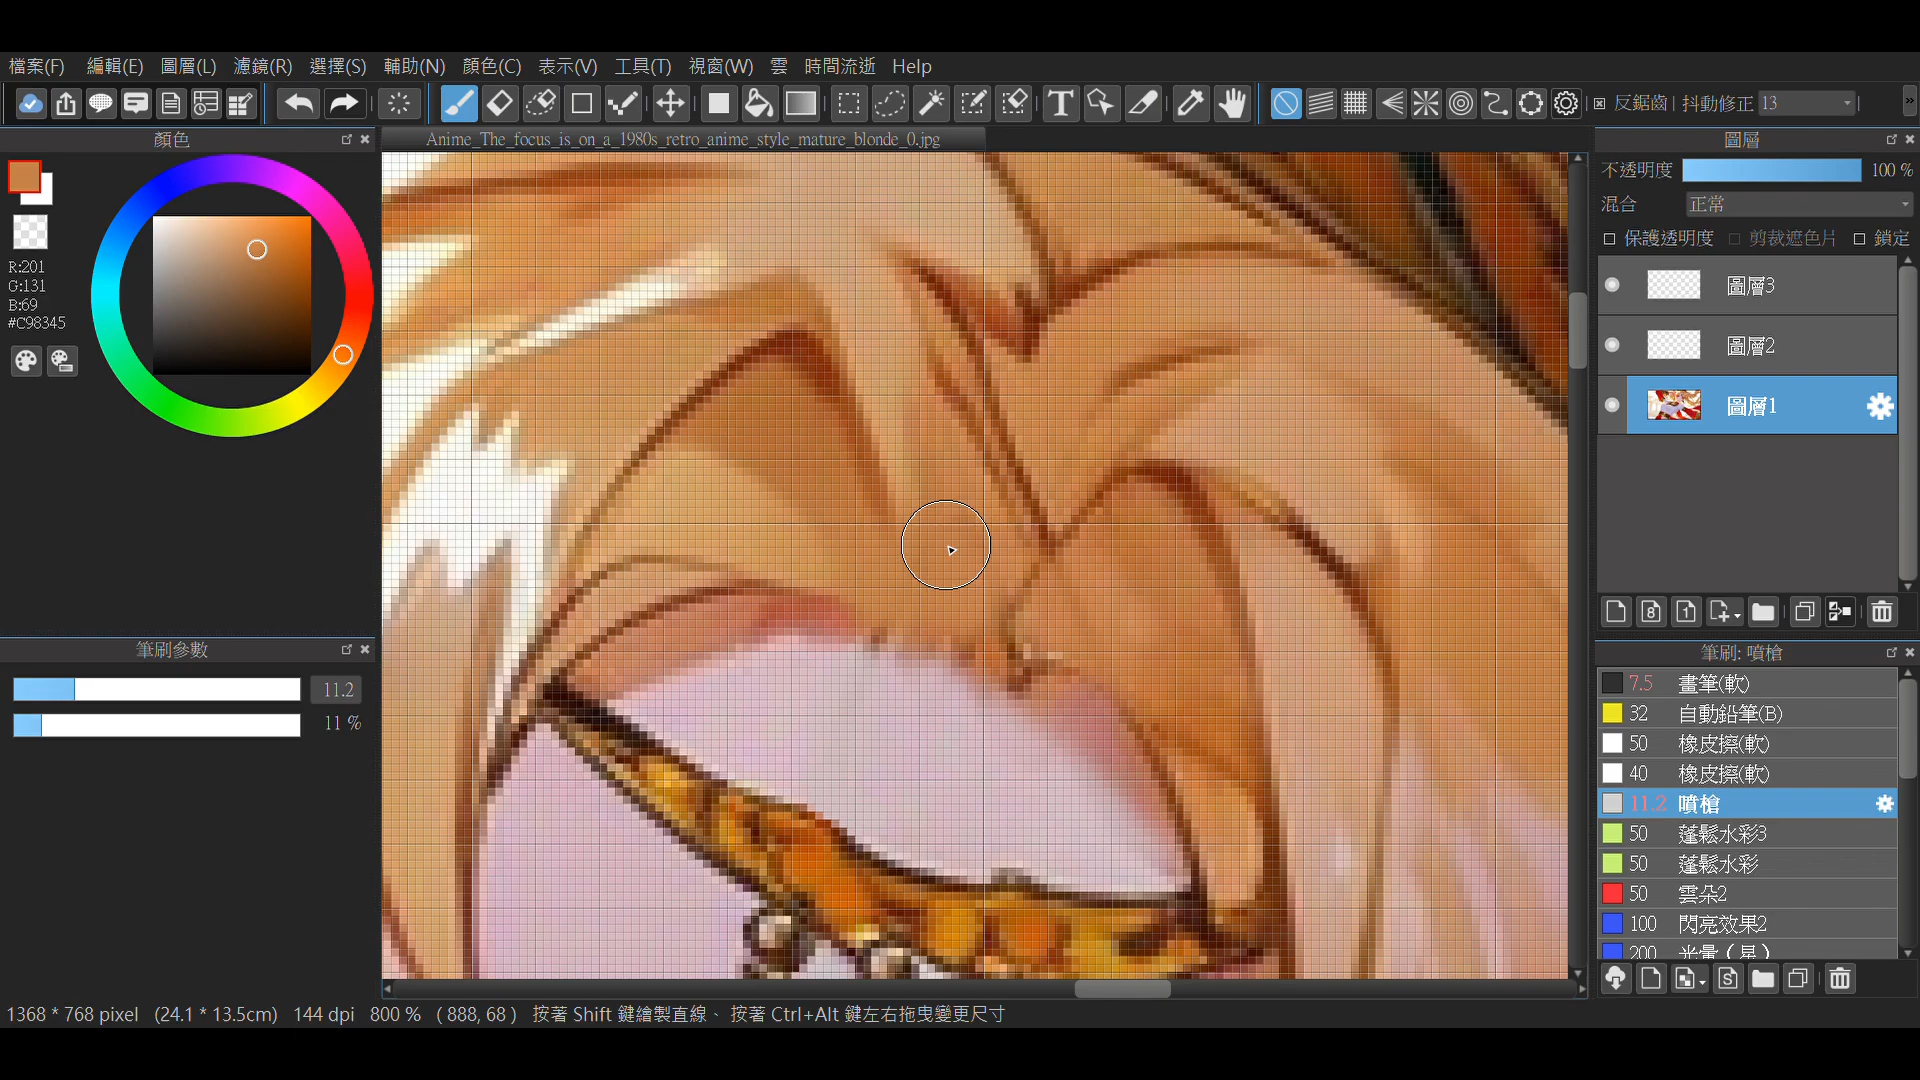 檔案(F) 編輯(E) 圖層(L) 濾鏡(R) 選擇(S) 輔助(N) 顏色(C) 表示(V) 工具(T) 視窗(W) 雲 時間流逝 Help
反鋸齒 抖動修正 13
顏色
Anime_The_focus_is_on_a_1980s_retro_anime_style_mature_blonde_0.jpg
圖層
不透明度 100 %
混合 正常
保護透明度 剪裁遮色片 鎖定
R:201
G:131
B:69
#C98345
圖層3
圖層2
圖層1
8 1
筆刷參數
11.2
11 %
筆刷: 噴槍
7.5 畫筆(軟)
32 自動鉛筆(B)
50 橡皮擦(軟)
40 橡皮擦(軟)
11.2 噴槍
50 蓬鬆水彩3
50 蓬鬆水彩
50 雲朵2
100 閃亮效果2
200 光暈（星）
1368 * 768 pixel (24.1 * 13.5cm) 144 dpi 800 % ( 888, 68 ) 按著 Shift 鍵繪製直線、 按著 Ctrl+Alt 鍵左右拖曳變更尺寸